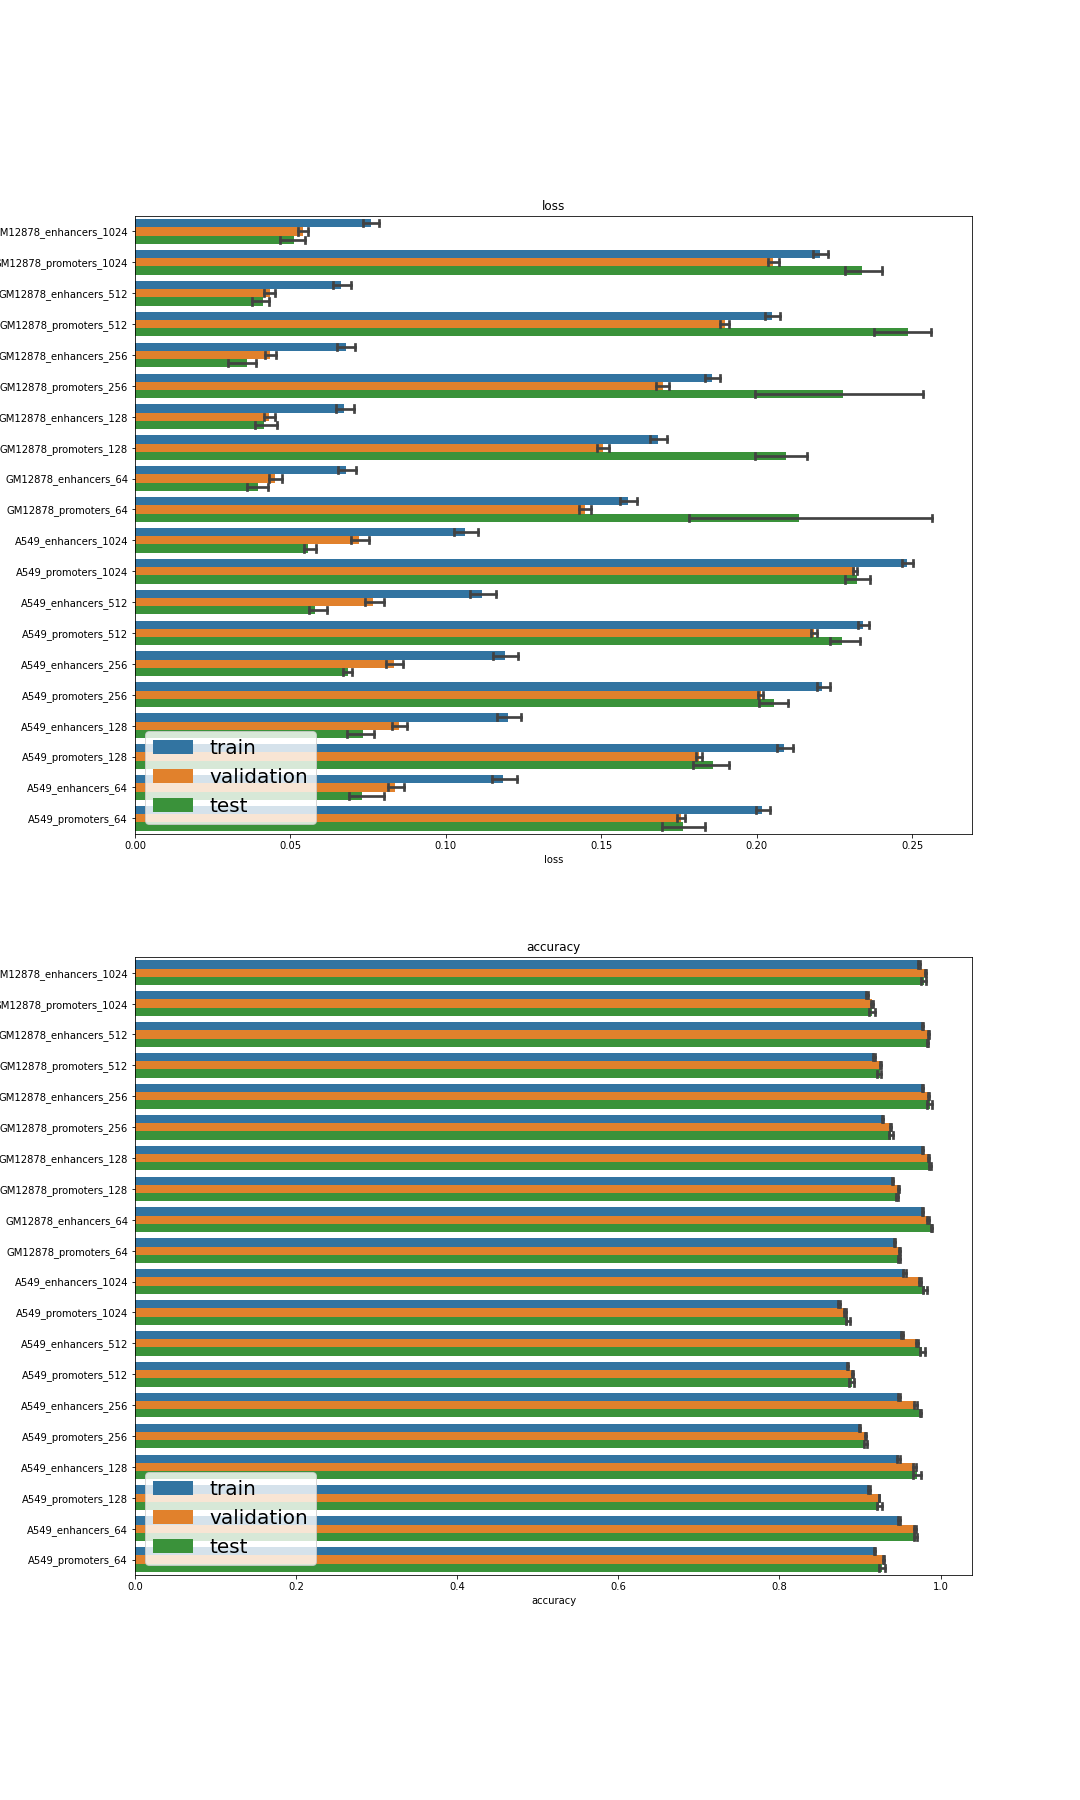 loss
M12878_enhancers_1024
GM12878_promoters_1024
GM12878_enhancers_512
GM12878_promoters_512
GM12878_enhancers_256
GM12878_promoters_256
GM12878_enhancers_128
GM12878_promoters_128
GM12878_enhancers_64
GM12878_promoters_64
A549_enhancers_1024
A549_promoters_1024
A549_enhancers_512
A549_promoters_512
A549_enhancers_256
A549_promoters_256
A549_enhancers_128
A549_promoters_128
A549_enhancers_64
A549_promoters_64
train
validation
test
0.00 0.05 0.10 0.15 0.20 0.25
loss
accuracy
M12878_enhancers_1024
GM12878_promoters_1024
GM12878_enhancers_512
GM12878_promoters_512
GM12878_enhancers_256
GM12878_promoters_256
GM12878_enhancers_128
GM12878_promoters_128
GM12878_enhancers_64
GM12878_promoters_64
A549_enhancers_1024
A549_promoters_1024
A549_enhancers_512
A549_promoters_512
A549_enhancers_256
A549_promoters_256
A549_enhancers_128
A549_promoters_128
A549_enhancers_64
A549_promoters_64
train
validation
test
0.0 0.2 0.4 0.6 0.8 1.0
accuracy